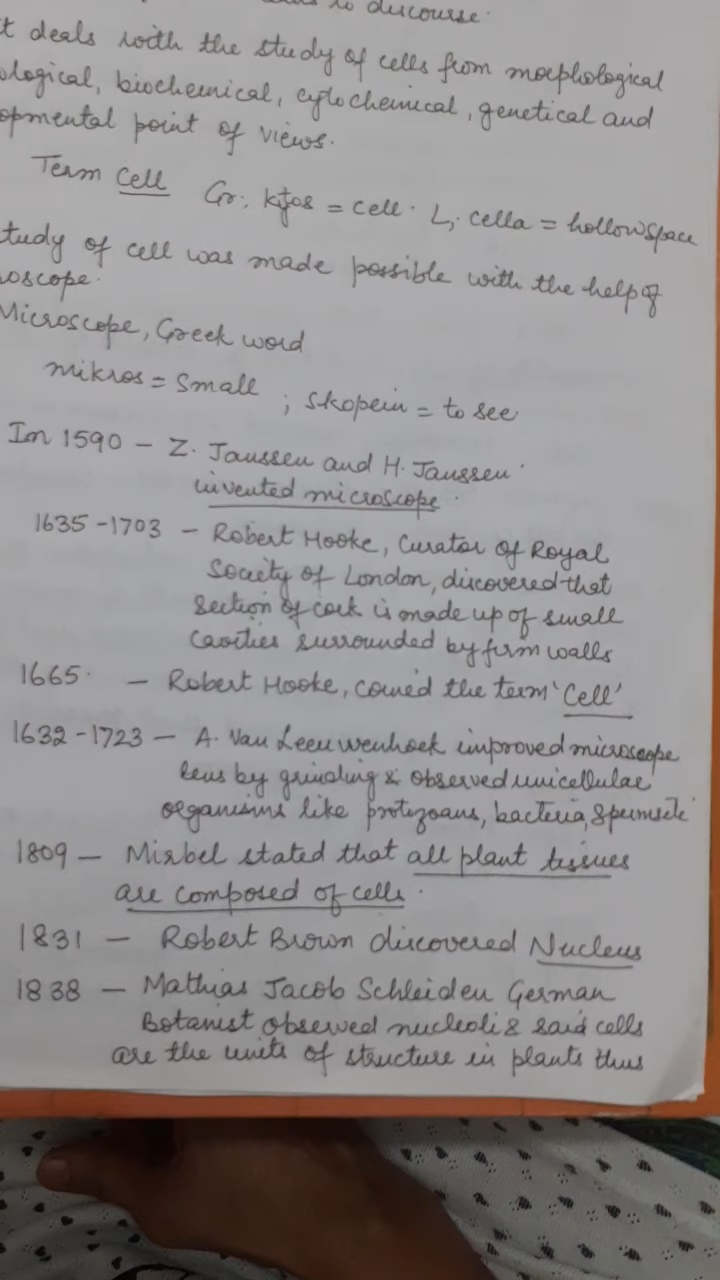 to discourse.
t deals with the study of cells from morphological
ological, biochemical, cytochemical, genetical and
opmental point of views.
Term Cell Gr, kytos = cell. L, cella = hollow space
tudy of cell was made possible with the help of
roscope.
Microscope, Greek word
mikros = Small ; skopein = to see
In 1590 - Z. Janssen and H. Janssen
invented microscope.
1635-1703 - Robert Hooke, Curator of Royal
Society of London, discovered that
section of cork is made up of small
cavities surrounded by firm walls
1665. - Robert Hooke, coined the term 'Cell'
1632-1723 - A. Van Leeuwenhoek improved microscope
lens by grinding & observed unicellular
organisms like protozoans, bacteria, sperms etc
1809 - Mirbel stated that all plant tissues
are composed of cells.
1831 - Robert Brown discovered Nucleus
1838 - Mathias Jacob Schleiden German
Botanist observed nucleoli & said cells
are the units of structure in plants thus